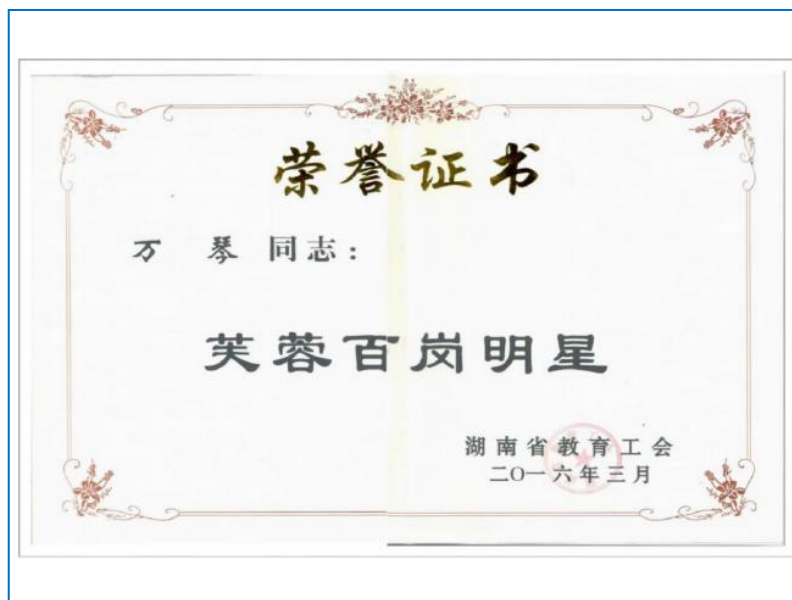 荣誉证书
万 琴 同志：
芙蓉百岗明星
湖南省教育工会
二〇一六年三月